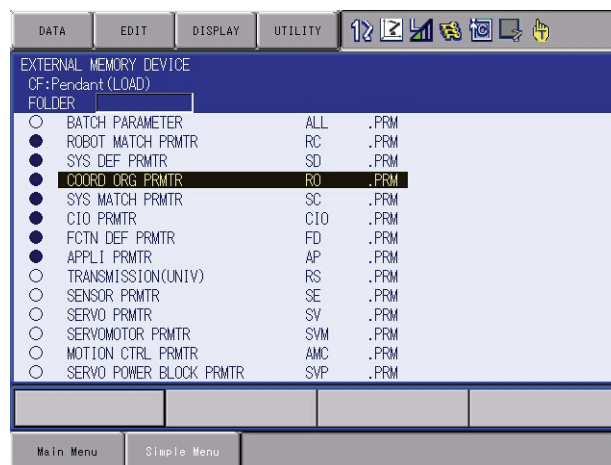 DATA EDIT DISPLAY UTILITY
EXTERNAL MEMORY DEVICE
CF:Pendant(LOAD)
FOLDER
BATCH PARAMETER ALL .PRM
ROBOT MATCH PRMTR RC .PRM
SYS DEF PRMTR SD .PRM
COORD ORG PRMTR RO .PRM
SYS MATCH PRMTR SC .PRM
CIO PRMTR CIO .PRM
FCTN DEF PRMTR FD .PRM
APPLI PRMTR AP .PRM
TRANSMISSION(UNIV) RS .PRM
SENSOR PRMTR SE .PRM
SERVO PRMTR SV .PRM
SERVOMOTOR PRMTR SVM .PRM
MOTION CTRL PRMTR AMC .PRM
SERVO POWER BLOCK PRMTR SVP .PRM
Main Menu Simple Menu